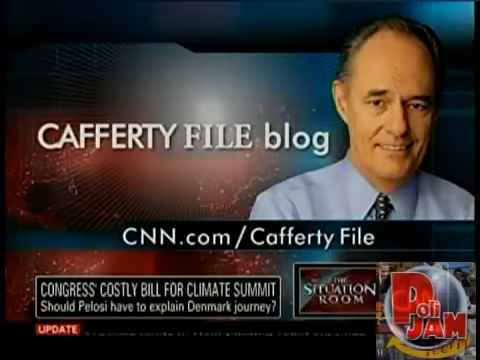 CAFFERTY FILE blog
CNN.com/Cafferty File
CONGRESS' COSTLY BILL FOR CLIMATE SUMMIT
Should Pelosi have to explain Denmark journey?
THE
SITUATION
ROOM
Poli
JAM
UPDATE